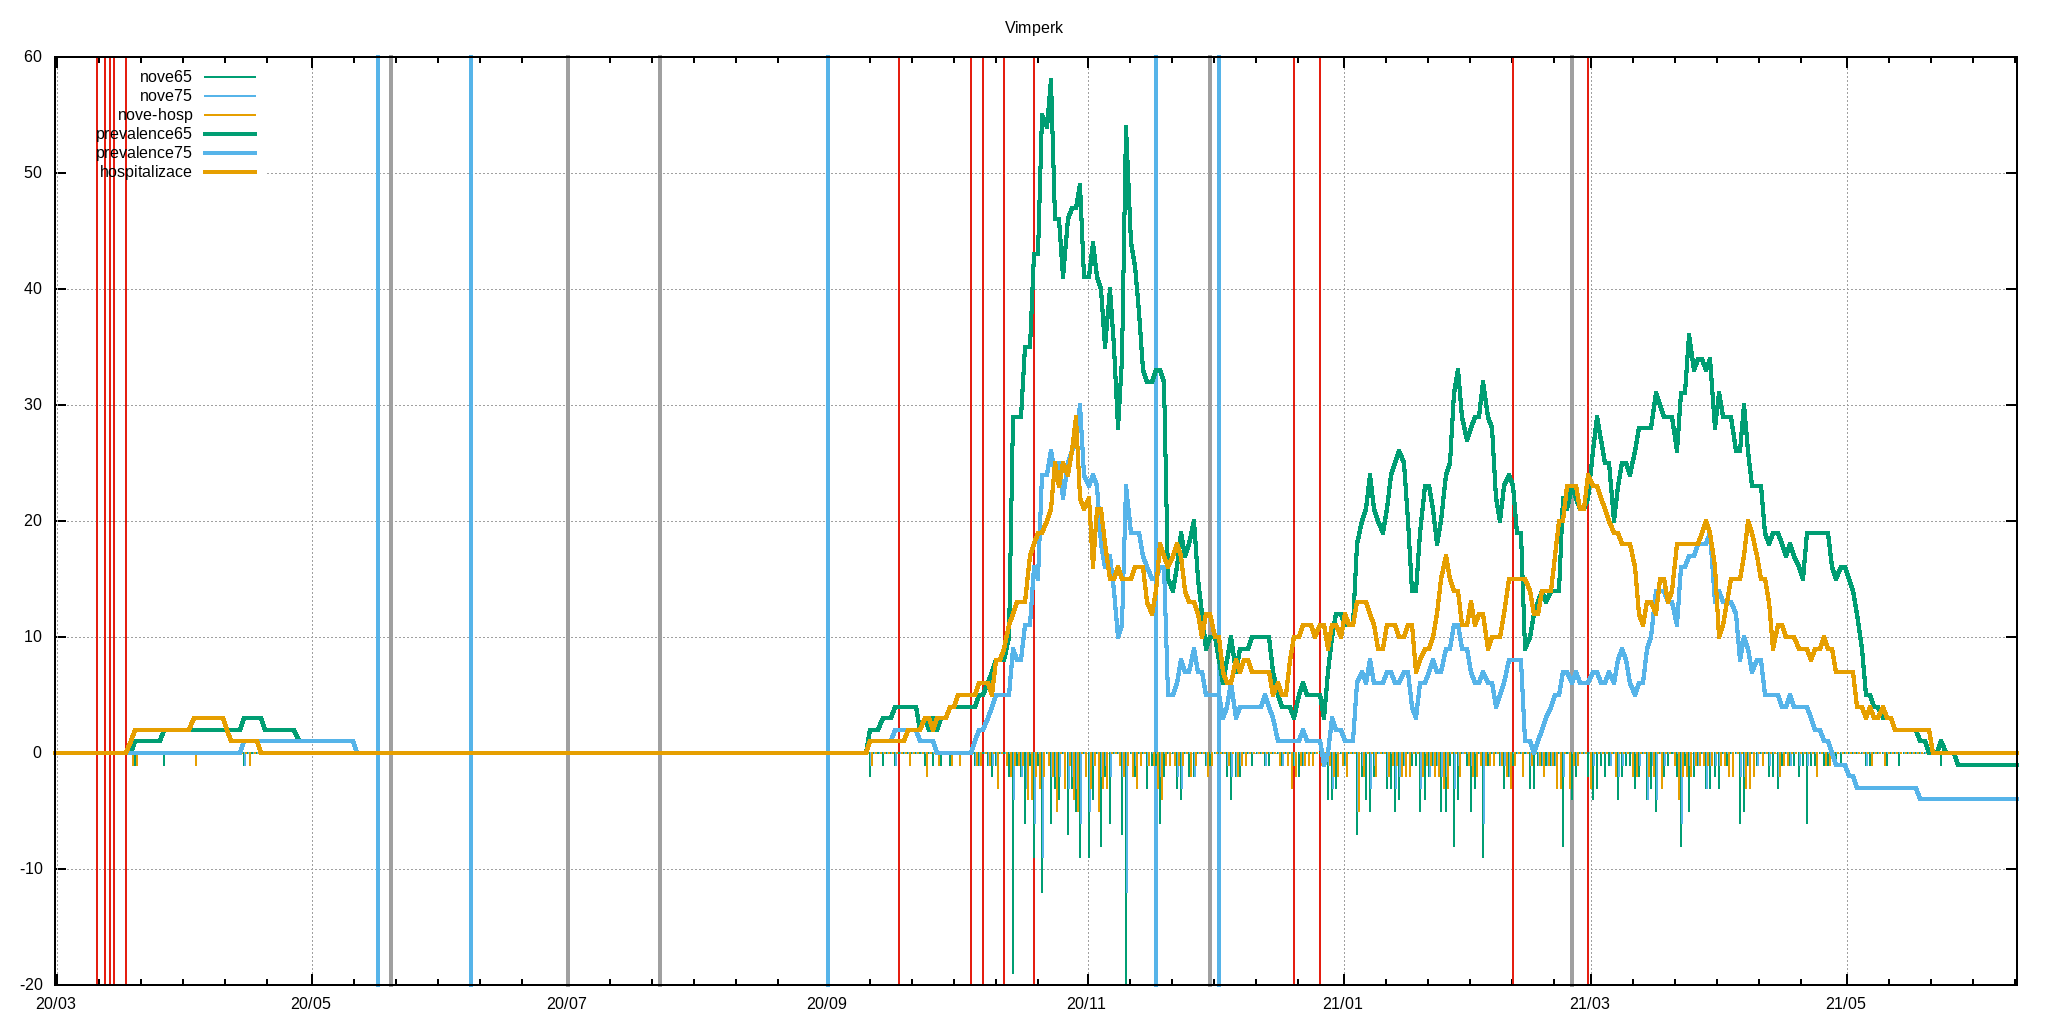 Vimperk
60
nove65
nove75
nove-hosp
prevalence65
prevalence75
hospitalizace
50
40
30
20
10
0
-10
-20
20/03 20/05 20/07 20/09 20/11 21/01 21/03 21/05